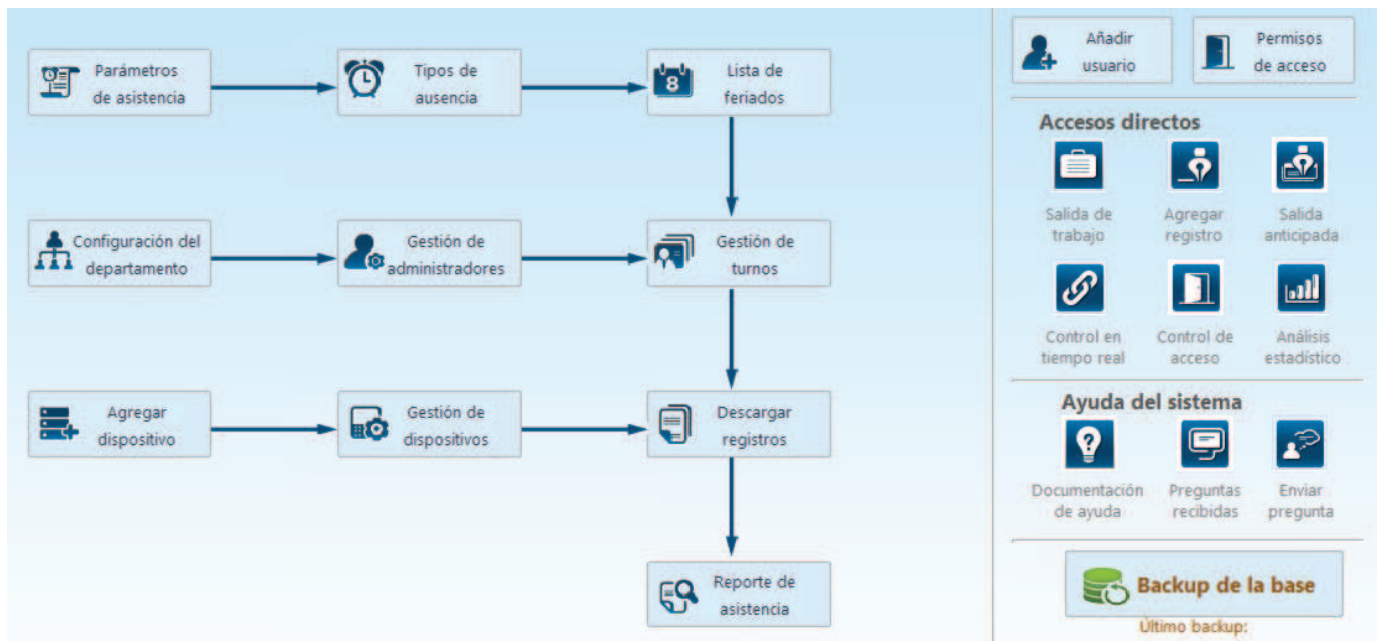 Parámetros
de asistencia
Tipos de
ausencia
8
Lista de
feriados
Configuración del
departamento
Gestión de
administradores
Gestión de
turnos
Agregar
dispositivo
Gestión de
dispositivos
Descargar
registros
Reporte de
asistencia
Añadir
usuario
Permisos
de acceso
Accesos directos
Salida de
trabajo
Agregar
registro
Salida
anticipada
Control en
tiempo real
Control de
acceso
Análisis
estadístico
Ayuda del sistema
?
Documentación
de ayuda
Preguntas
recibidas
Enviar
pregunta
Backup de la base
Último backup: